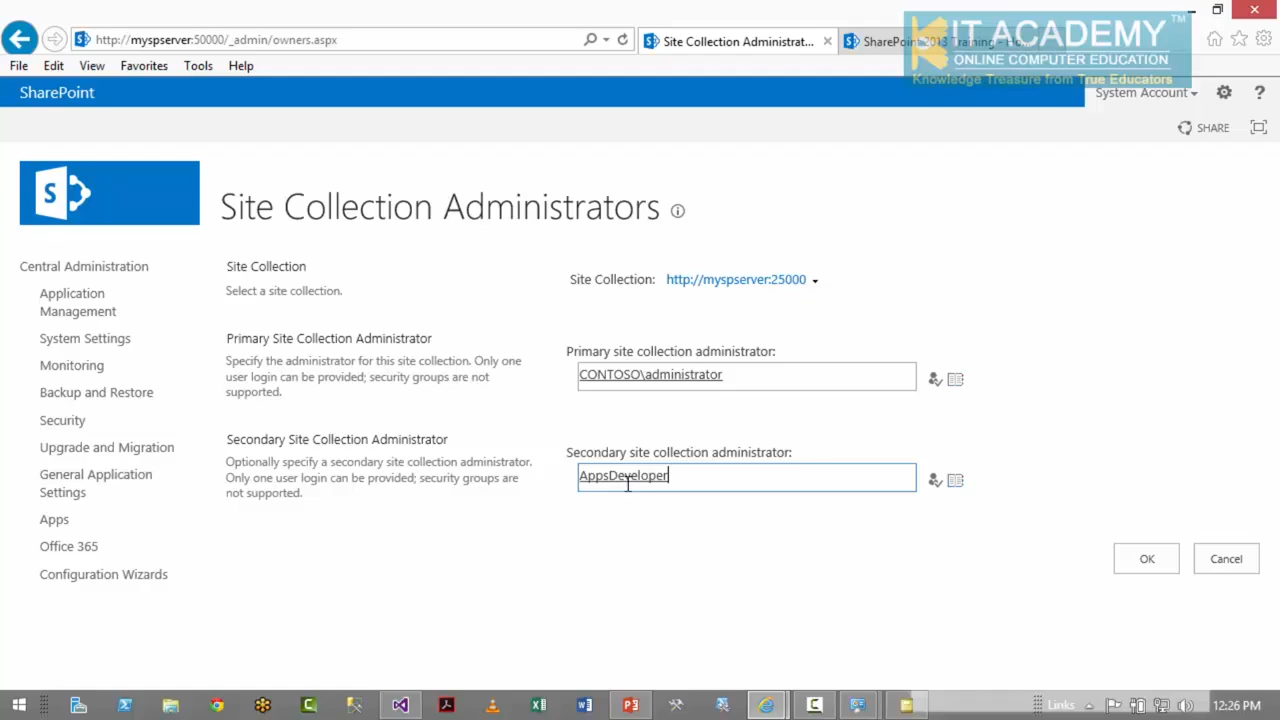 http://myspserver:50000/_admin/owners.aspx
Site Collection Administrat...
SharePoint 2013 Training - Ho
KIT ACADEMY TM
ONLINE COMPUTER EDUCATION
Knowledge Treasure from True Educators
File Edit View Favorites Tools Help
SharePoint
System Account
?
SHARE
S
Site Collection Administrators
Central Administration
Application
Management
System Settings
Monitoring
Backup and Restore
Security
Upgrade and Migration
General Application
Settings
Apps
Office 365
Configuration Wizards
Site Collection
Select a site collection.
Site Collection: http://myspserver:25000
Primary Site Collection Administrator
Specify the administrator for this site collection. Only one
user login can be provided; security groups are not
supported.
Primary site collection administrator:
CONTOSO\administrator
Secondary Site Collection Administrator
Optionally specify a secondary site collection administrator.
Only one user login can be provided; security groups are
not supported.
Secondary site collection administrator:
AppsDeveloper
OK Cancel
Links
12:26 PM